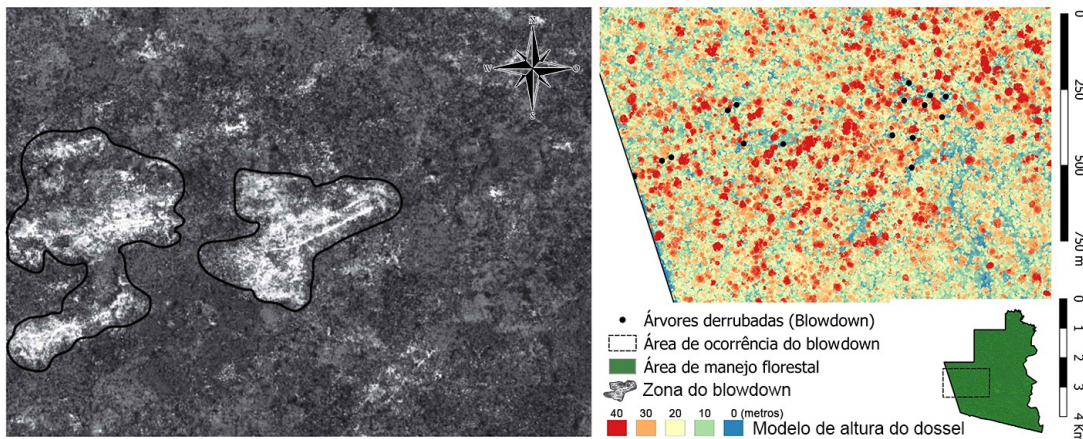 N
W
O
S
0
250
500
750 m
Árvores derrubadas (Blowdown)
Área de ocorrência do blowdown
Área de manejo florestal
Zona do blowdown
40 30 20 10 0 (metros)
Modelo de altura do dossel
0
1
2
3
4 Km